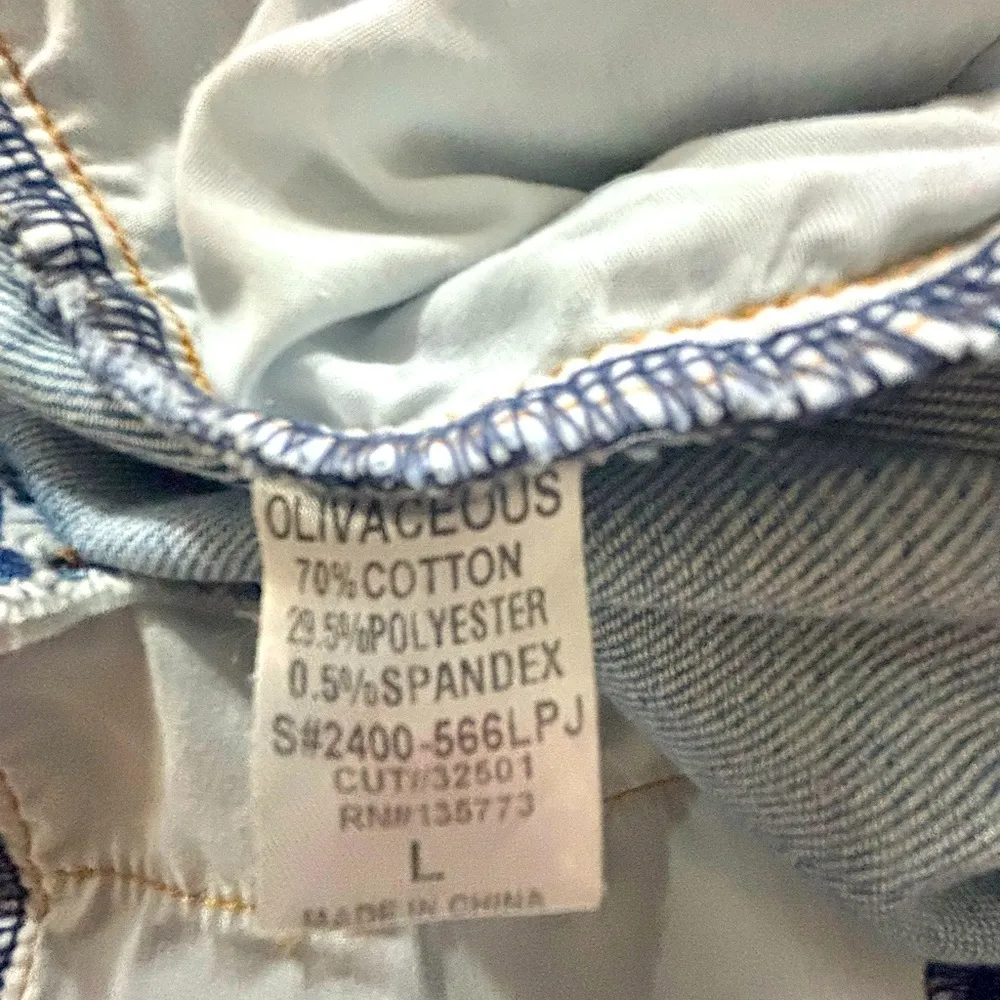 OLIVACEOUS
70%COTTON
29.5%POLYESTER
0.5%SPANDEX
S#2400-566LPJ
CUT#32501
RN#135773
L
MADE IN CHINA